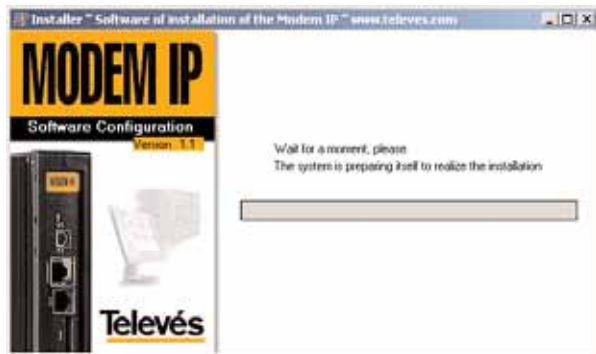 Installer " Software of installation of the Modem IP " www.televes.com
MODEM IP
Software Configuration
Version 1.1
Wait for a moment, please
The system is preparing itself to realize the installation
Televés